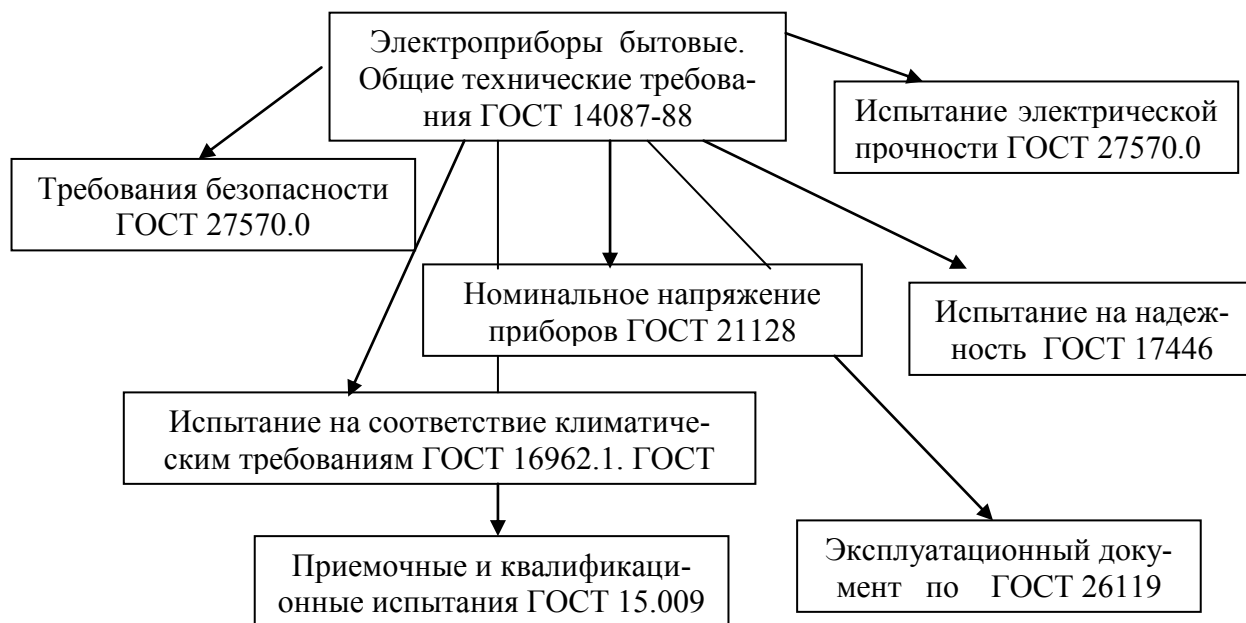 Электроприборы бытовые.
Общие технические требова-
ния ГОСТ 14087-88
Испытание электрической
прочности ГОСТ 27570.0
Требования безопасности
ГОСТ 27570.0
Номинальное напряжение
приборов ГОСТ 21128
Испытание на надеж-
ность ГОСТ 17446
Испытание на соответствие климатиче-
ским требованиям ГОСТ 16962.1. ГОСТ
Приемочные и квалификаци-
онные испытания ГОСТ 15.009
Эксплуатационный доку-
мент по ГОСТ 26119